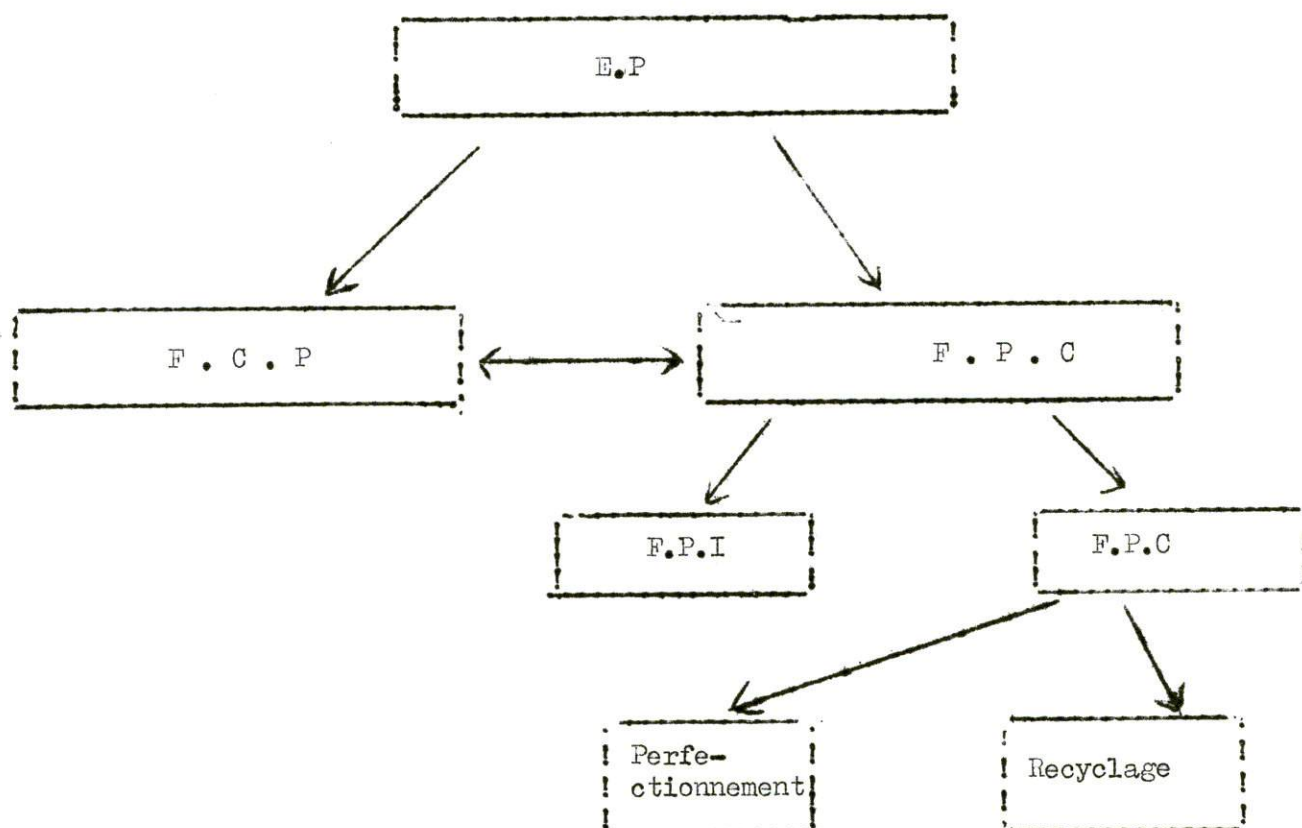 E.P
F . C . P
F . P . C
F.P.I
F.P.C
Perfe-
ctionnement
Recyclage